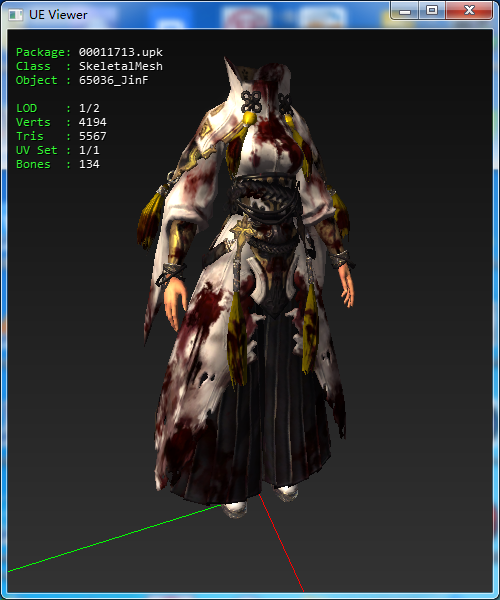 UE Viewer
Package: 00011713.upk
Class : SkeletalMesh
Object : 65036_JinF
LOD : 1/2
Verts : 4194
Tris : 5567
UV Set : 1/1
Bones : 134